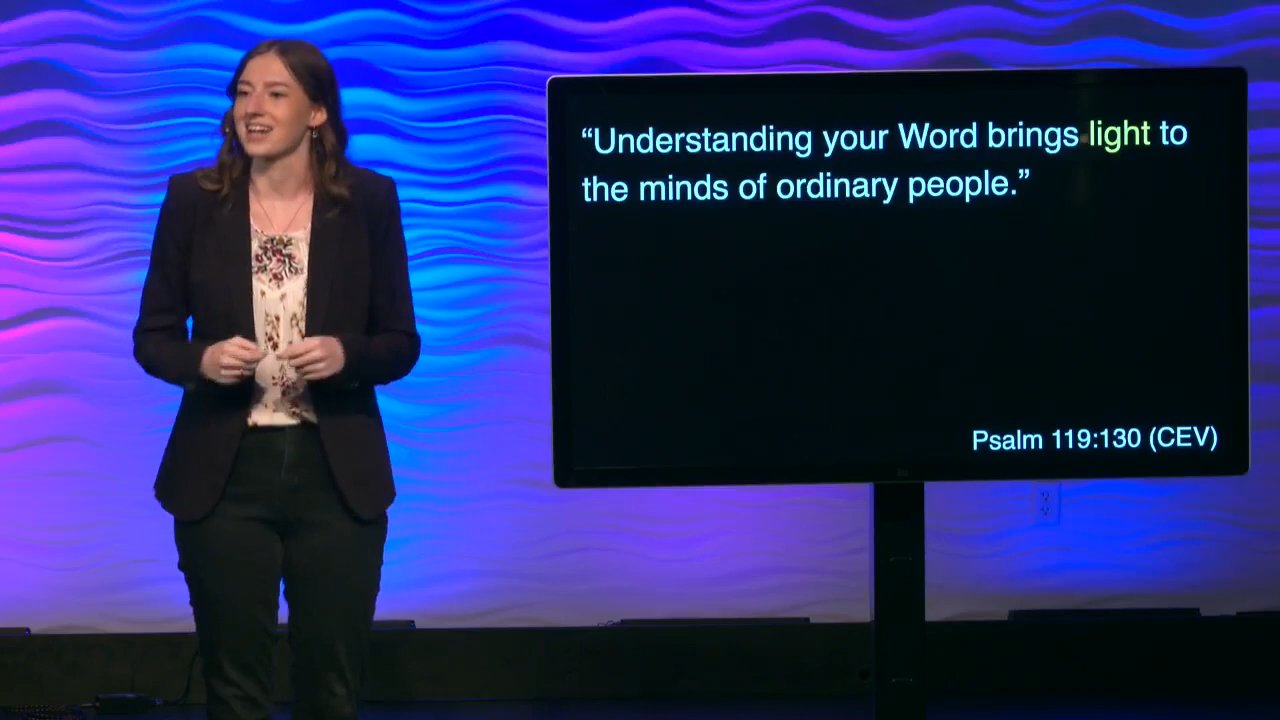 “Understanding your Word brings light to
the minds of ordinary people.”
Psalm 119:130 (CEV)